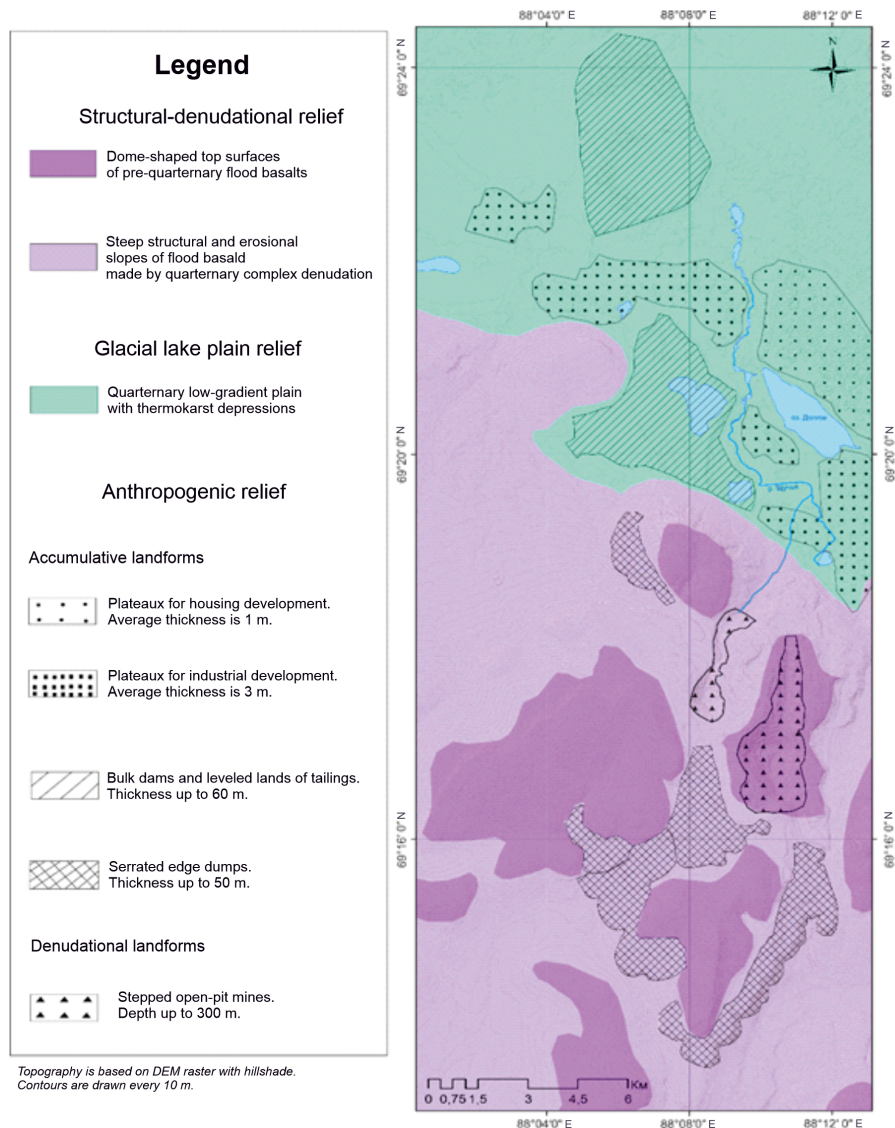 Legend
Structural-denudational relief
Dome-shaped top surfaces
of pre-quarternary flood basalts
Steep structural and erosional
slopes of flood basald
made by quarternary complex denudation
Glacial lake plain relief
Quarternary low-gradient plain
with thermokarst depressions
Anthropogenic relief
Accumulative landforms
Plateaux for housing development.
Average thickness is 1 m.
Plateaux for industrial development.
Average thickness is 3 m.
Bulk dams and leveled lands of tailings.
Thickness up to 60 m.
Serrated edge dumps.
Thickness up to 50 m.
Denudational landforms
Stepped open-pit mines.
Depth up to 300 m.
Topography is based on DEM raster with hillshade.
Contours are drawn every 10 m.
88°04'0" E
88°08'0" E
88°12'0" E
69°24' 0" N
69°24' 0" N
N
оз. Долгое
69°20' 0" N
69°20' 0" N
р.
69°16' 0" N
69°16' 0" N
Км
0 0,75 1,5 3 4,5 6
88°04'0" E
88°08'0" E
88°12'0" E